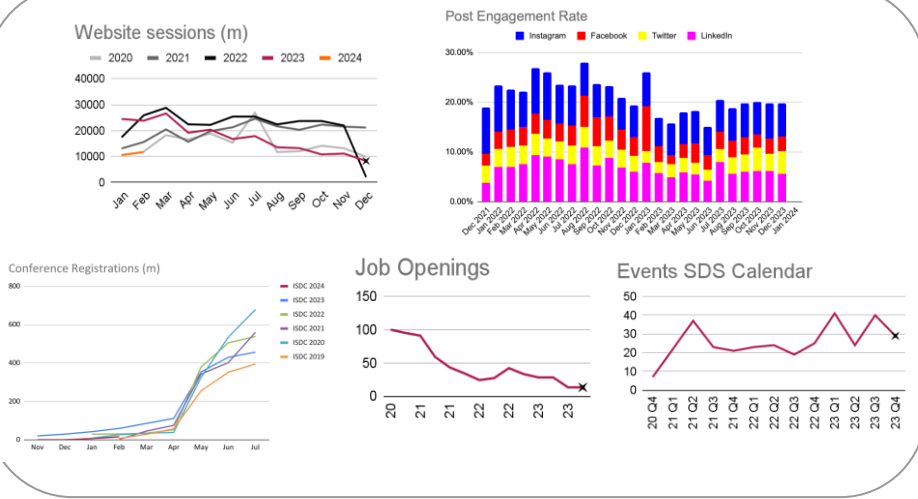 Website sessions (m)
2020 2021 2022 2023 2024
40000
30000
20000
10000
0
Jan Feb Mar Apr May Jun Jul Aug Sep Oct Nov Dec
Post Engagement Rate
Instagram Facebook Twitter LinkedIn
30.00%
20.00%
10.00%
0.00%
Dec 2021 Jan 2022 Feb 2022 Mar 2022 Apr 2022 May 2022 Jun 2022 Jul 2022 Aug 2022 Sep 2022 Oct 2022 Nov 2022 Dec 2022 Jan 2023 Feb 2023 Mar 2023 Apr 2023 May 2023 Jun 2023 Jul 2023 Aug 2023 Sep 2023 Oct 2023 Nov 2023 Dec 2023 Jan 2024
Conference Registrations (m)
800
600
400
200
0
Nov Dec Jan Feb Mar Apr May Jun Jul
ISDC 2024
ISDC 2023
ISDC 2022
ISDC 2021
ISDC 2020
ISDC 2019
Job Openings
150
100
50
0
20 21 21 22 22 23 23
Events SDS Calendar
50
40
30
20
10
0
20 Q4 21 Q1 21 Q2 21 Q3 21 Q4 22 Q1 22 Q2 22 Q3 22 Q4 23 Q1 23 Q2 23 Q3 23 Q4